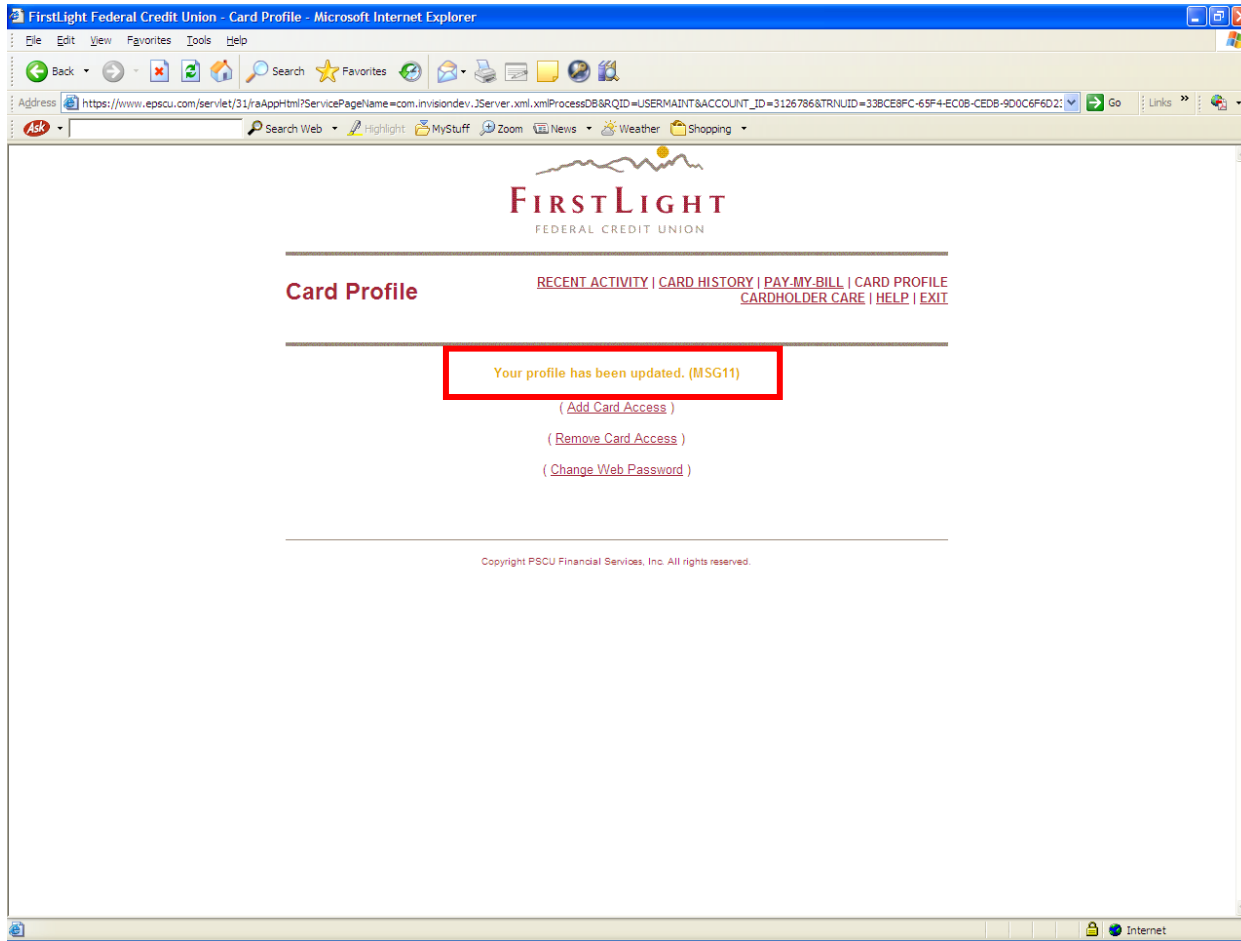 FirstLight Federal Credit Union - Card Profile - Microsoft Internet Explorer
File Edit View Favorites Tools Help
Back Search Favorites
Address https://www.epscu.com/servlet/31/raAppHtml?ServicePageName=com.invisiondev.JServer.xml.xmlProcessDB&RQID=USERMAINT&ACCOUNT_ID=3126786&TRNUID=33BCE8FC-65F4-EC0B-CEDB-9D0C6F6D23 Go Links »
Ask Search Web Highlight MyStuff Zoom News Weather Shopping
FIRSTLIGHT
FEDERAL CREDIT UNION
Card Profile
RECENT ACTIVITY | CARD HISTORY | PAY-MY-BILL | CARD PROFILE
CARDHOLDER CARE | HELP | EXIT
Your profile has been updated. (MSG11)
( Add Card Access )
( Remove Card Access )
( Change Web Password )
Copyright PSCU Financial Services, Inc. All rights reserved.
Internet